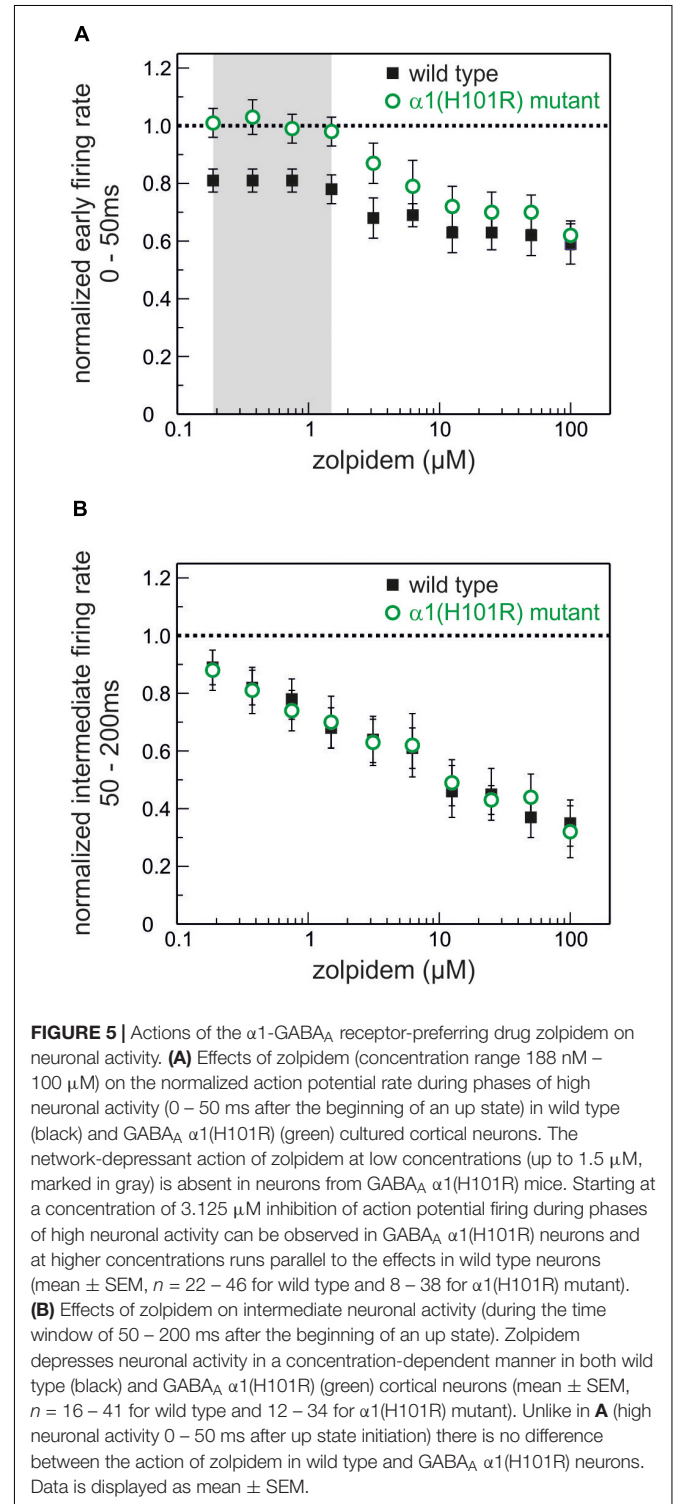 A
normalized early firing rate
0 - 50ms
1.2
1.0
0.8
0.6
0.4
0.2
0
wild type
α1(H101R) mutant
0.1
1
10
100
zolpidem (µM)
B
normalized intermediate firing rate
50 - 200ms
1.2
1.0
0.8
0.6
0.4
0.2
0
wild type
α1(H101R) mutant
0.1
1
10
100
zolpidem (µM)
FIGURE 5 | Actions of the α1-GABAA receptor-preferring drug zolpidem on
neuronal activity. (A) Effects of zolpidem (concentration range 188 nM –
100 µM) on the normalized action potential rate during phases of high
neuronal activity (0 – 50 ms after the beginning of an up state) in wild type
(black) and GABAA α1(H101R) (green) cultured cortical neurons. The
network-depressant action of zolpidem at low concentrations (up to 1.5 µM,
marked in gray) is absent in neurons from GABAA α1(H101R) mice. Starting at
a concentration of 3.125 µM inhibition of action potential firing during phases
of high neuronal activity can be observed in GABAA α1(H101R) neurons and
at higher concentrations runs parallel to the effects in wild type neurons
(mean ± SEM, n = 22 – 46 for wild type and 8 – 38 for α1(H101R) mutant).
(B) Effects of zolpidem on intermediate neuronal activity (during the time
window of 50 – 200 ms after the beginning of an up state). Zolpidem
depresses neuronal activity in a concentration-dependent manner in both wild
type (black) and GABAA α1(H101R) (green) cortical neurons (mean ± SEM,
n = 16 – 41 for wild type and 12 – 34 for α1(H101R) mutant). Unlike in A (high
neuronal activity 0 – 50 ms after up state initiation) there is no difference
between the action of zolpidem in wild type and GABAA α1(H101R) neurons.
Data is displayed as mean ± SEM.